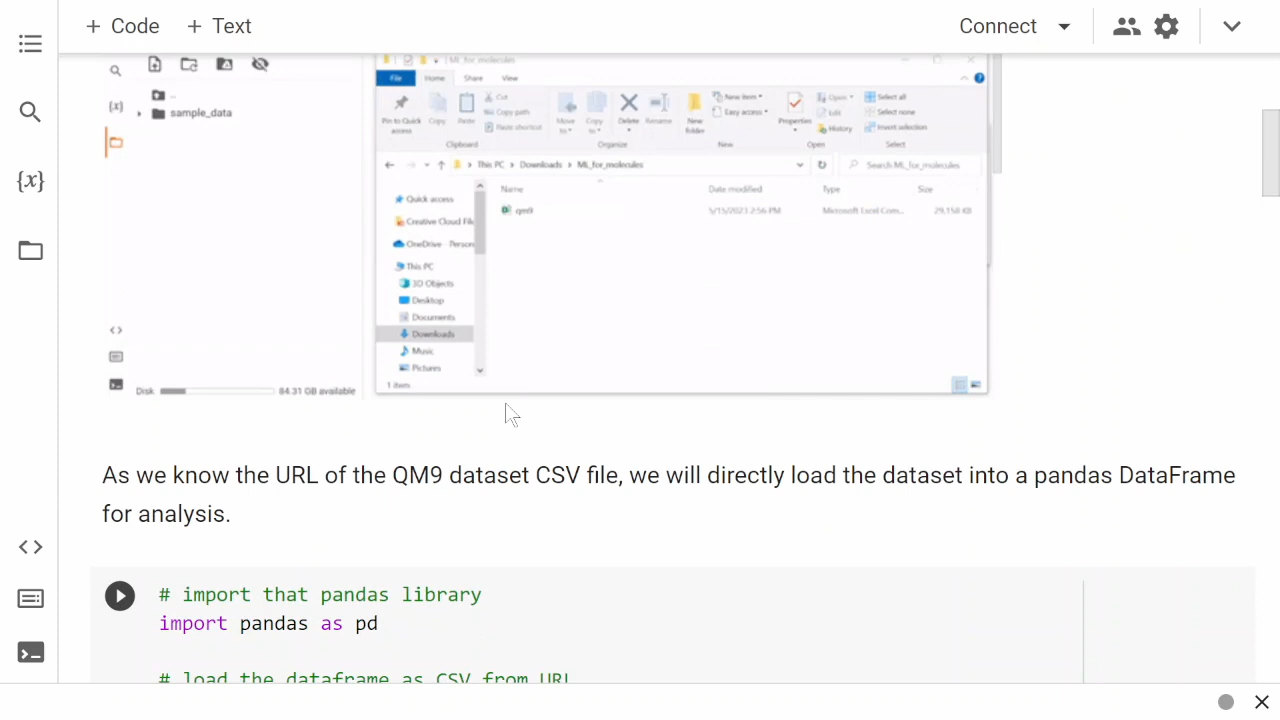 + Code + Text Connect
ML_for_molecules
File Home Share View
sample_data
{x}
Pin to Quick access Copy Paste Cut Copy path Paste shortcut Move to Copy to Delete Rename New folder New item Easy access Properties Open Edit History Select all Select none Invert selection
Clipboard Organize New Open Select
This PC > Downloads > ML_for_molecules Search ML_for_molecules
Name Date modified Type Size
Quick access
qm9 5/15/2023 2:56 PM Microsoft Excel Com... 29,158 KB
Creative Cloud File
OneDrive - Person
This PC
3D Objects
Desktop
Documents
Downloads
Music
Pictures
1 item
Disk 84.31 GB available
As we know the URL of the QM9 dataset CSV file, we will directly load the dataset into a pandas DataFrame
for analysis.
# import that pandas library
import pandas as pd
# load the dataframe as CSV from URL